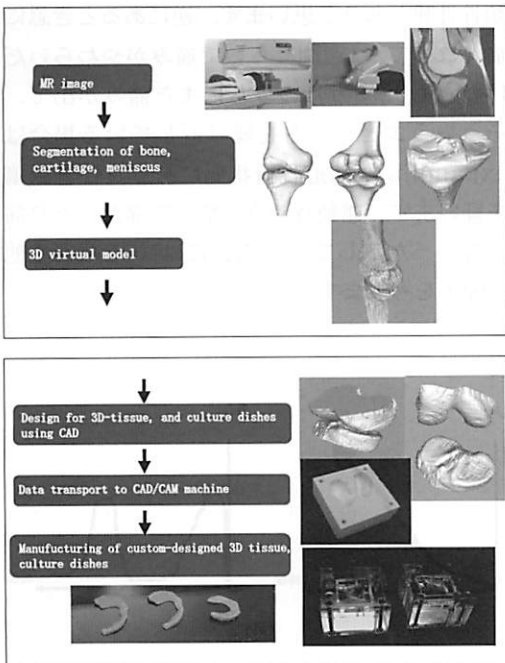 MR image
Segmentation of bone,
cartilage, meniscus
3D virtual model
Design for 3D-tissue, and culture dishes
using CAD
Data transport to CAD/CAM machine
Manufucturing of custom-designed 3D tissue,
culture dishes